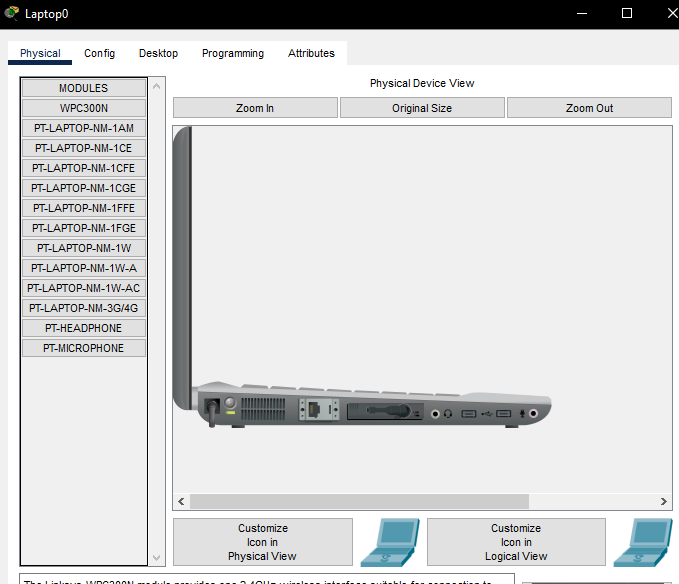 Laptop0
Physical Config Desktop Programming Attributes
MODULES
WPC300N
PT-LAPTOP-NM-1AM
PT-LAPTOP-NM-1CE
PT-LAPTOP-NM-1CFE
PT-LAPTOP-NM-1CGE
PT-LAPTOP-NM-1FFE
PT-LAPTOP-NM-1FGE
PT-LAPTOP-NM-1W
PT-LAPTOP-NM-1W-A
PT-LAPTOP-NM-1W-AC
PT-LAPTOP-NM-3G/4G
PT-HEADPHONE
PT-MICROPHONE
Physical Device View
Zoom In Original Size Zoom Out
Customize
Icon in
Physical View
Customize
Icon in
Logical View
The Linksys-WPC300N module provides one 2.4GHz wireless interface suitable for connection to